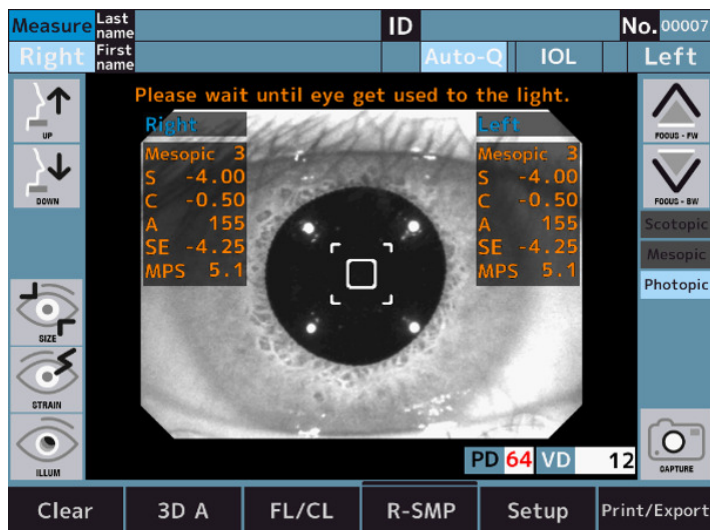 Measure Last name ID No. 00007
Right First name Auto-Q IOL Left
Please wait until eye get used to the light.
UP
DOWN
SIZE
STRAIN
ILLUM
Right
Mesopic 3
S -4.00
C -0.50
A 155
SE -4.25
MPS 5.1
Left
Mesopic 3
S -4.00
C -0.50
A 155
SE -4.25
MPS 5.1
FOCUS - FW
FOCUS - BW
Scotopic
Mesopic
Photopic
CAPTURE
PD 64 VD 12
Clear 3D A FL/CL R-SMP Setup Print/Export